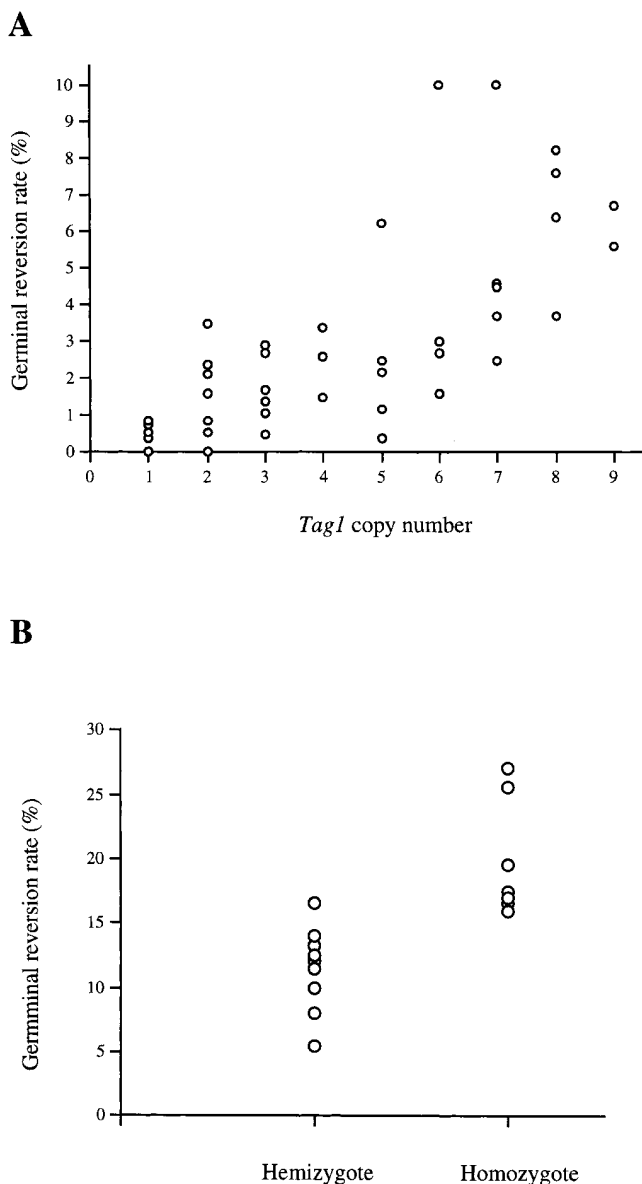 A
Germinal reversion rate (%)
10
9
8
7
6
5
4
3
2
1
0
0 1 2 3 4 5 6 7 8 9
Tag1 copy number
B
Germminal reversion rate (%)
30
25
20
15
10
5
0
Hemizygote Homozygote